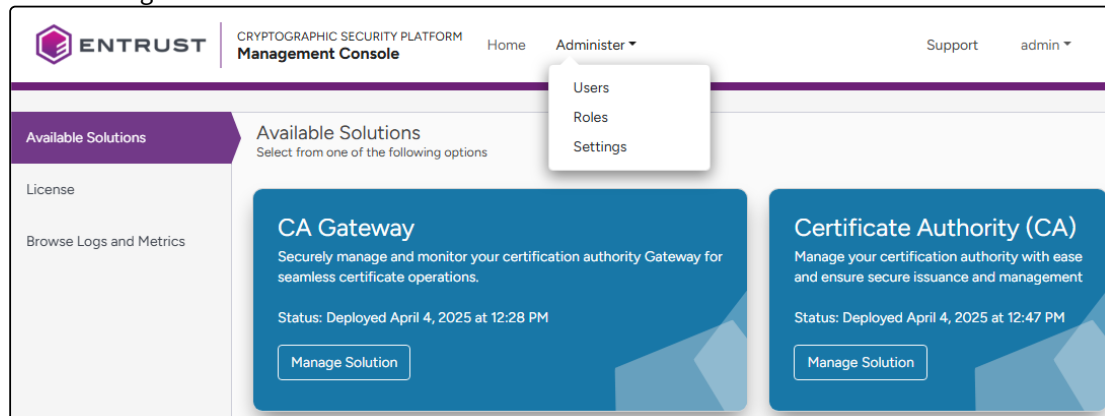 ENTRUST
CRYPTOGRAPHIC SECURITY PLATFORM
Management Console
Home
Administer
Support
admin
Users
Roles
Settings
Available Solutions
License
Browse Logs and Metrics
Available Solutions
Select from one of the following options
CA Gateway
Securely manage and monitor your certification authority Gateway for
seamless certificate operations.
Status: Deployed April 4, 2025 at 12:28 PM
Manage Solution
Certificate Authority (CA)
Manage your certification authority with ease
and ensure secure issuance and management
Status: Deployed April 4, 2025 at 12:47 PM
Manage Solution